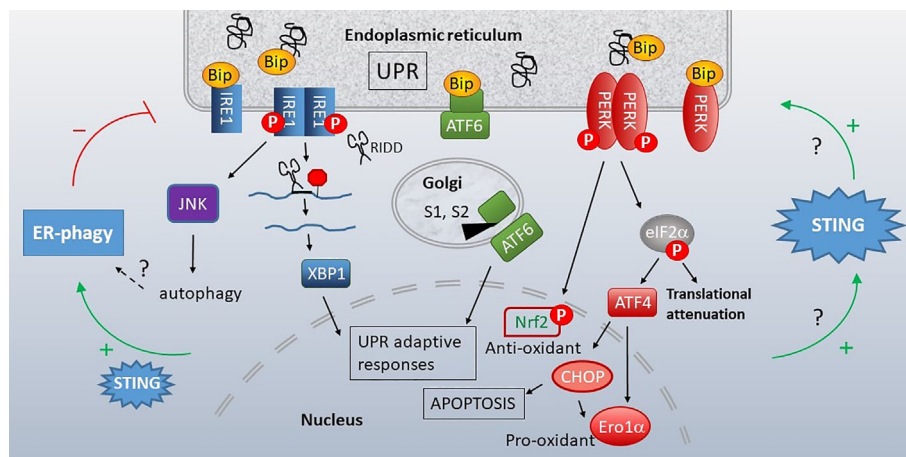 Endoplasmic reticulum
UPR
Bip
IRE1
Bip
IRE1
IRE1
P
P
RIDD
Bip
ATF6
Bip
PERK
PERK
P
P
Bip
PERK
–
ER-phagy
?
autophagy
JNK
XBP1
+
STING
Golgi
S1, S2
ATF6
UPR adaptive
responses
Nucleus
eIF2α
P
ATF4
Translational
attenuation
Nrf2
P
Anti-oxidant
CHOP
APOPTOSIS
Ero1α
Pro-oxidant
+
?
STING
?
+